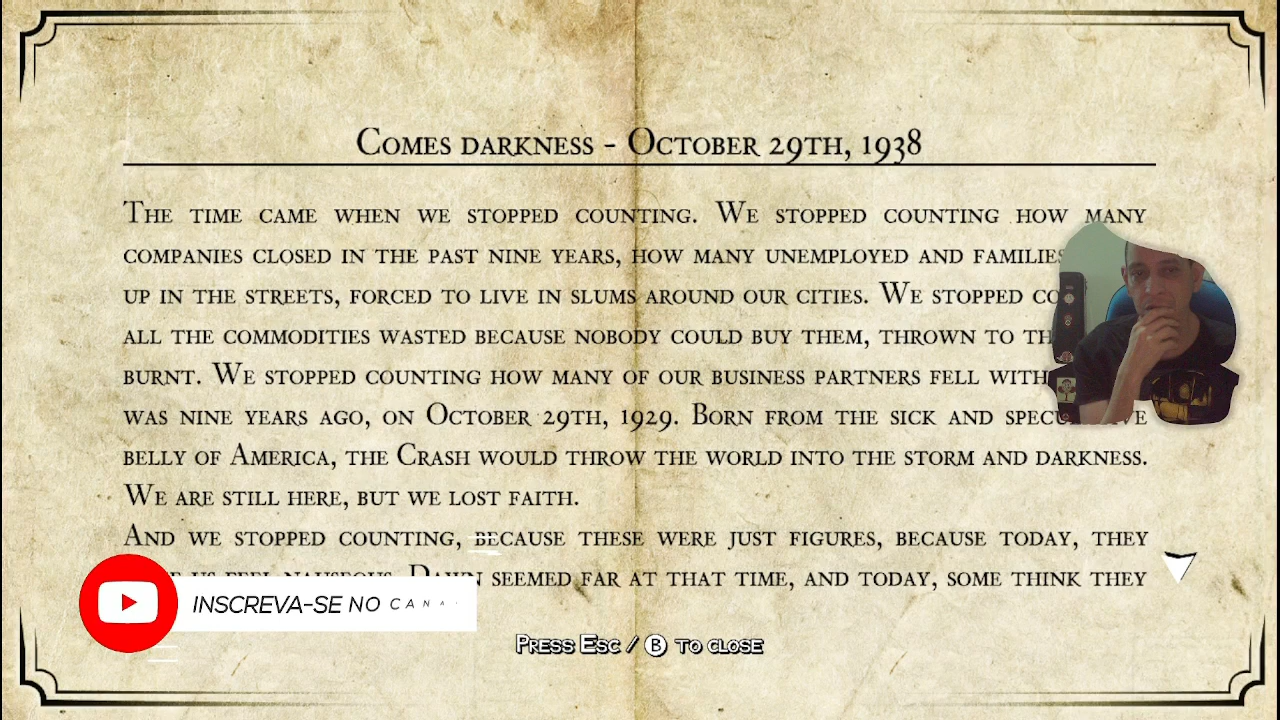 Comes darkness - October 29th, 1938
The time came when we stopped counting. We stopped counting how many
companies closed in the past nine years, how many unemployed and families
up in the streets, forced to live in slums around our cities. We stopped
all the commodities wasted because nobody could buy them, thrown to
burnt. We stopped counting how many of our business partners fell
was nine years ago, on October 29th, 1929. Born from the sick and
belly of America, the Crash would throw the world into the storm and darkness.
We are still here, but we lost faith.
And we stopped counting, because these were just figures, because today, they
us feel nauseous. Dawn seemed far at that time, and today, some think they
INSCREVA-SE NO
Press Esc / B to close